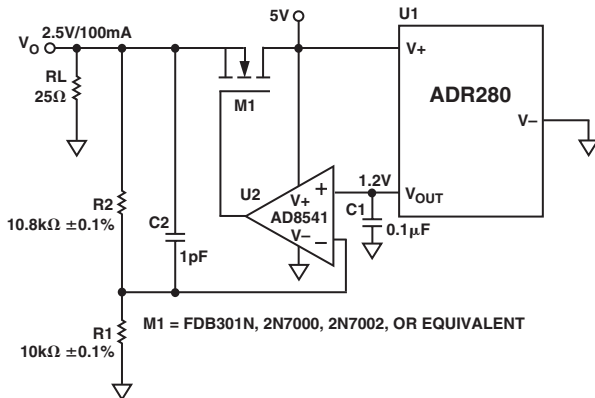 5V
U1
2.5V/100mA
VO
V+
RL
25Ω
M1
ADR280
V–
U2
V+
+
AD8541
V–
–
1.2V
VOUT
C1
0.1μF
R2
10.8kΩ ±0.1%
C2
1pF
R1
10kΩ ±0.1%
M1 = FDB301N, 2N7000, 2N7002, OR EQUIVALENT